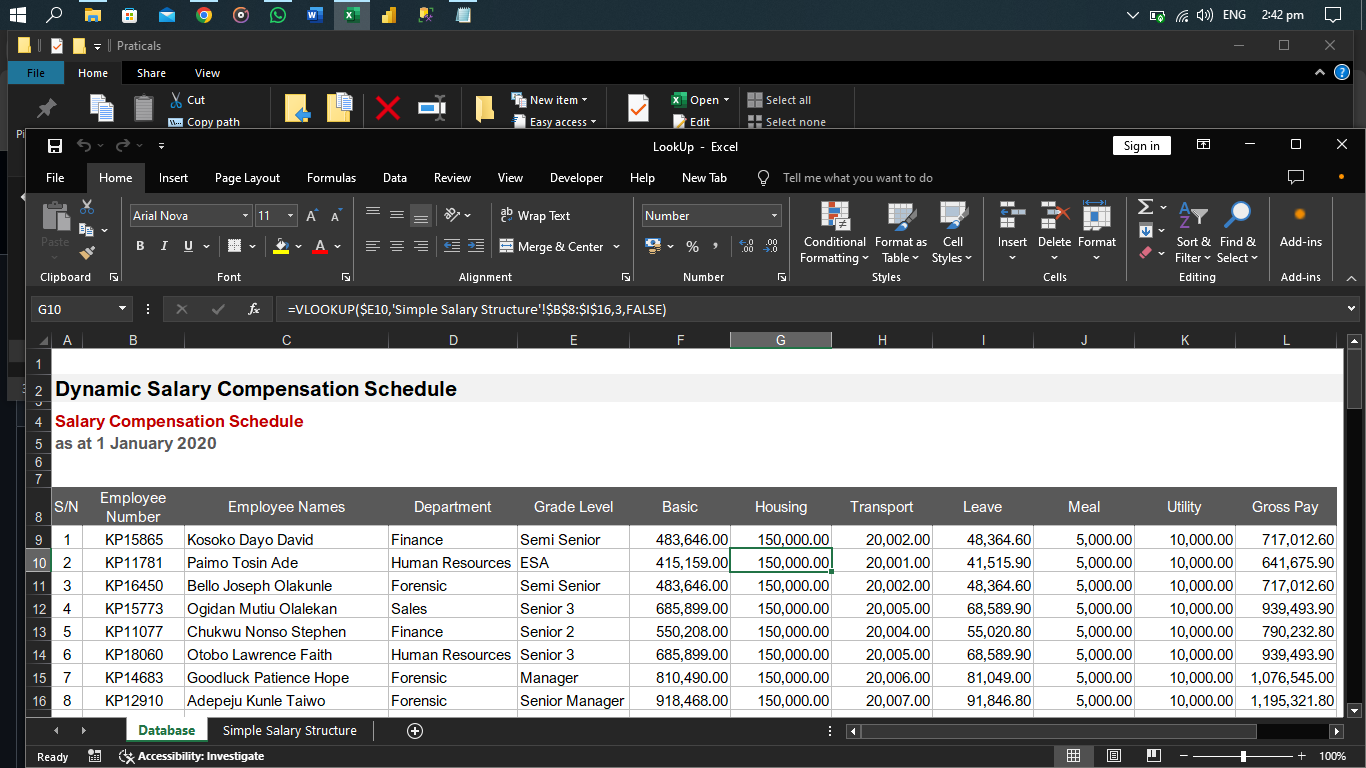 ENG 2:42 pm
Praticals
File Home Share View
Cut
Copy path
New item
Easy access
Open
Edit
Select all
Select none
LookUp - Excel
Sign in
File Home Insert Page Layout Formulas Data Review View Developer Help New Tab Tell me what you want to do
Paste
Arial Nova 11
B I U
Wrap Text
Merge & Center
Number
Conditional Formatting
Format as Table
Cell Styles
Insert Delete Format
Sort & Filter
Find & Select
Add-ins
Clipboard Font Alignment Number Styles Cells Editing Add-ins
G10 fx =VLOOKUP($E10,'Simple Salary Structure'!$B$8:$I$16,3,FALSE)
A B C D E F G H I J K L
1
2 Dynamic Salary Compensation Schedule
4 Salary Compensation Schedule
5 as at 1 January 2020
6
7
8 S/N Employee Number Employee Names Department Grade Level Basic Housing Transport Leave Meal Utility Gross Pay
9 1 KP15865 Kosoko Dayo David Finance Semi Senior 483,646.00 150,000.00 20,002.00 48,364.60 5,000.00 10,000.00 717,012.60
10 2 KP11781 Paimo Tosin Ade Human Resources ESA 415,159.00 150,000.00 20,001.00 41,515.90 5,000.00 10,000.00 641,675.90
11 3 KP16450 Bello Joseph Olakunle Forensic Semi Senior 483,646.00 150,000.00 20,002.00 48,364.60 5,000.00 10,000.00 717,012.60
12 4 KP15773 Ogidan Mutiu Olalekan Sales Senior 3 685,899.00 150,000.00 20,005.00 68,589.90 5,000.00 10,000.00 939,493.90
13 5 KP11077 Chukwu Nonso Stephen Finance Senior 2 550,208.00 150,000.00 20,004.00 55,020.80 5,000.00 10,000.00 790,232.80
14 6 KP18060 Otobo Lawrence Faith Human Resources Senior 3 685,899.00 150,000.00 20,005.00 68,589.90 5,000.00 10,000.00 939,493.90
15 7 KP14683 Goodluck Patience Hope Forensic Manager 810,490.00 150,000.00 20,006.00 81,049.00 5,000.00 10,000.00 1,076,545.00
16 8 KP12910 Adepeju Kunle Taiwo Forensic Senior Manager 918,468.00 150,000.00 20,007.00 91,846.80 5,000.00 10,000.00 1,195,321.80
Database Simple Salary Structure
Ready Accessibility: Investigate 100%